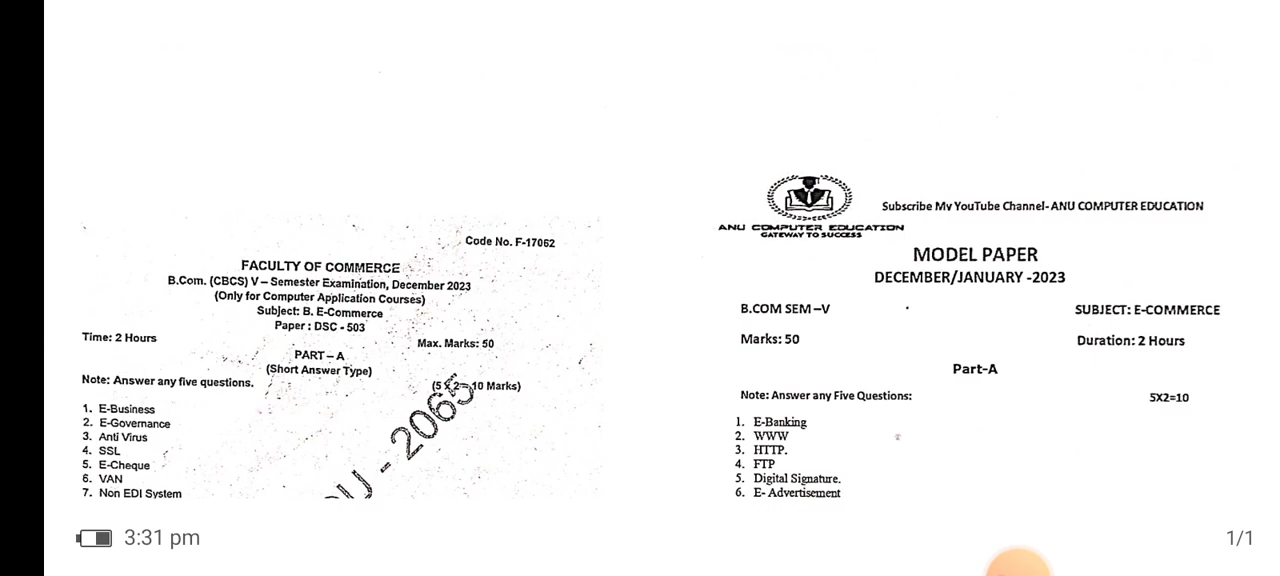 Code No. F-17062
FACULTY OF COMMERCE
B.Com. (CBCS) V – Semester Examination, December 2023
(Only for Computer Application Courses)
Subject: B. E-Commerce
Paper : DSC - 503
Time: 2 Hours
Max. Marks: 50
PART – A
(Short Answer Type)
Note: Answer any five questions.
(5 X 2= 10 Marks)
1. E-Business
2. E-Governance
3. Anti Virus
4. SSL
5. E-Cheque
6. VAN
7. Non EDI System
- 2065
ANU COMPUTER EDUCATION
GATEWAY TO SUCCESS
Subscribe My YouTube Channel- ANU COMPUTER EDUCATION
MODEL PAPER
DECEMBER/JANUARY -2023
B.COM SEM –V
SUBJECT: E-COMMERCE
Marks: 50
Duration: 2 Hours
Part-A
Note: Answer any Five Questions:
5X2=10
1. E-Banking
2. WWW
3. HTTP.
4. FTP
5. Digital Signature.
6. E- Advertisement
3:31 pm
1/1